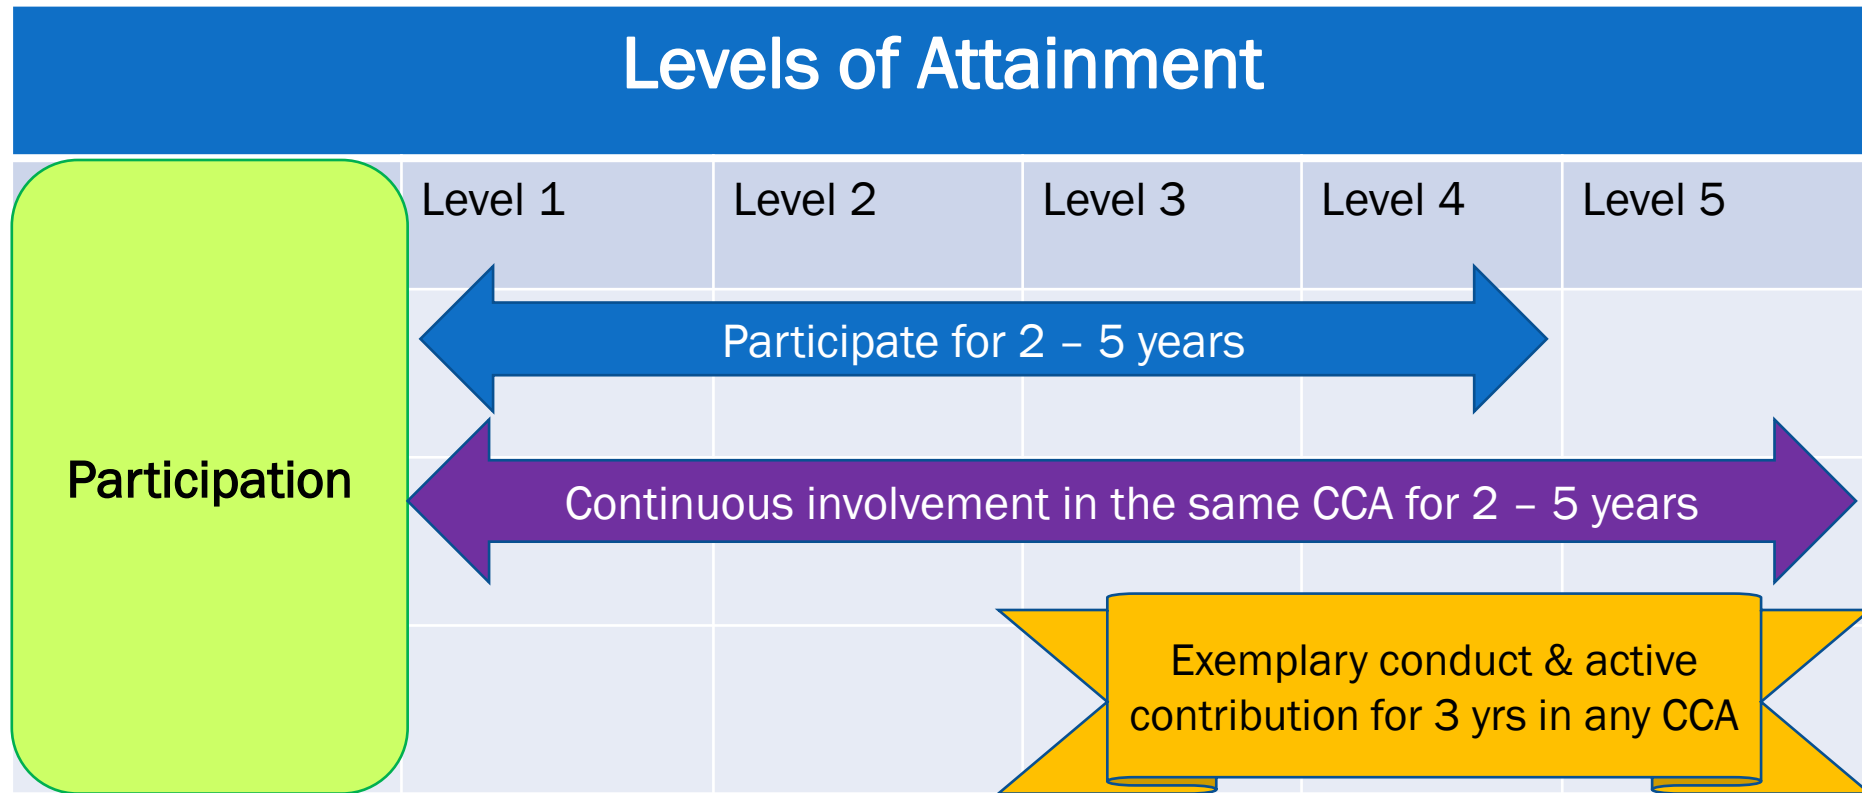 Levels of Attainment
Level 1
Level 2
Level 3
Level 4
Level 5
Participation
Participate for 2 – 5 years
Continuous involvement in the same CCA for 2 – 5 years
Exemplary conduct & active
contribution for 3 yrs in any CCA